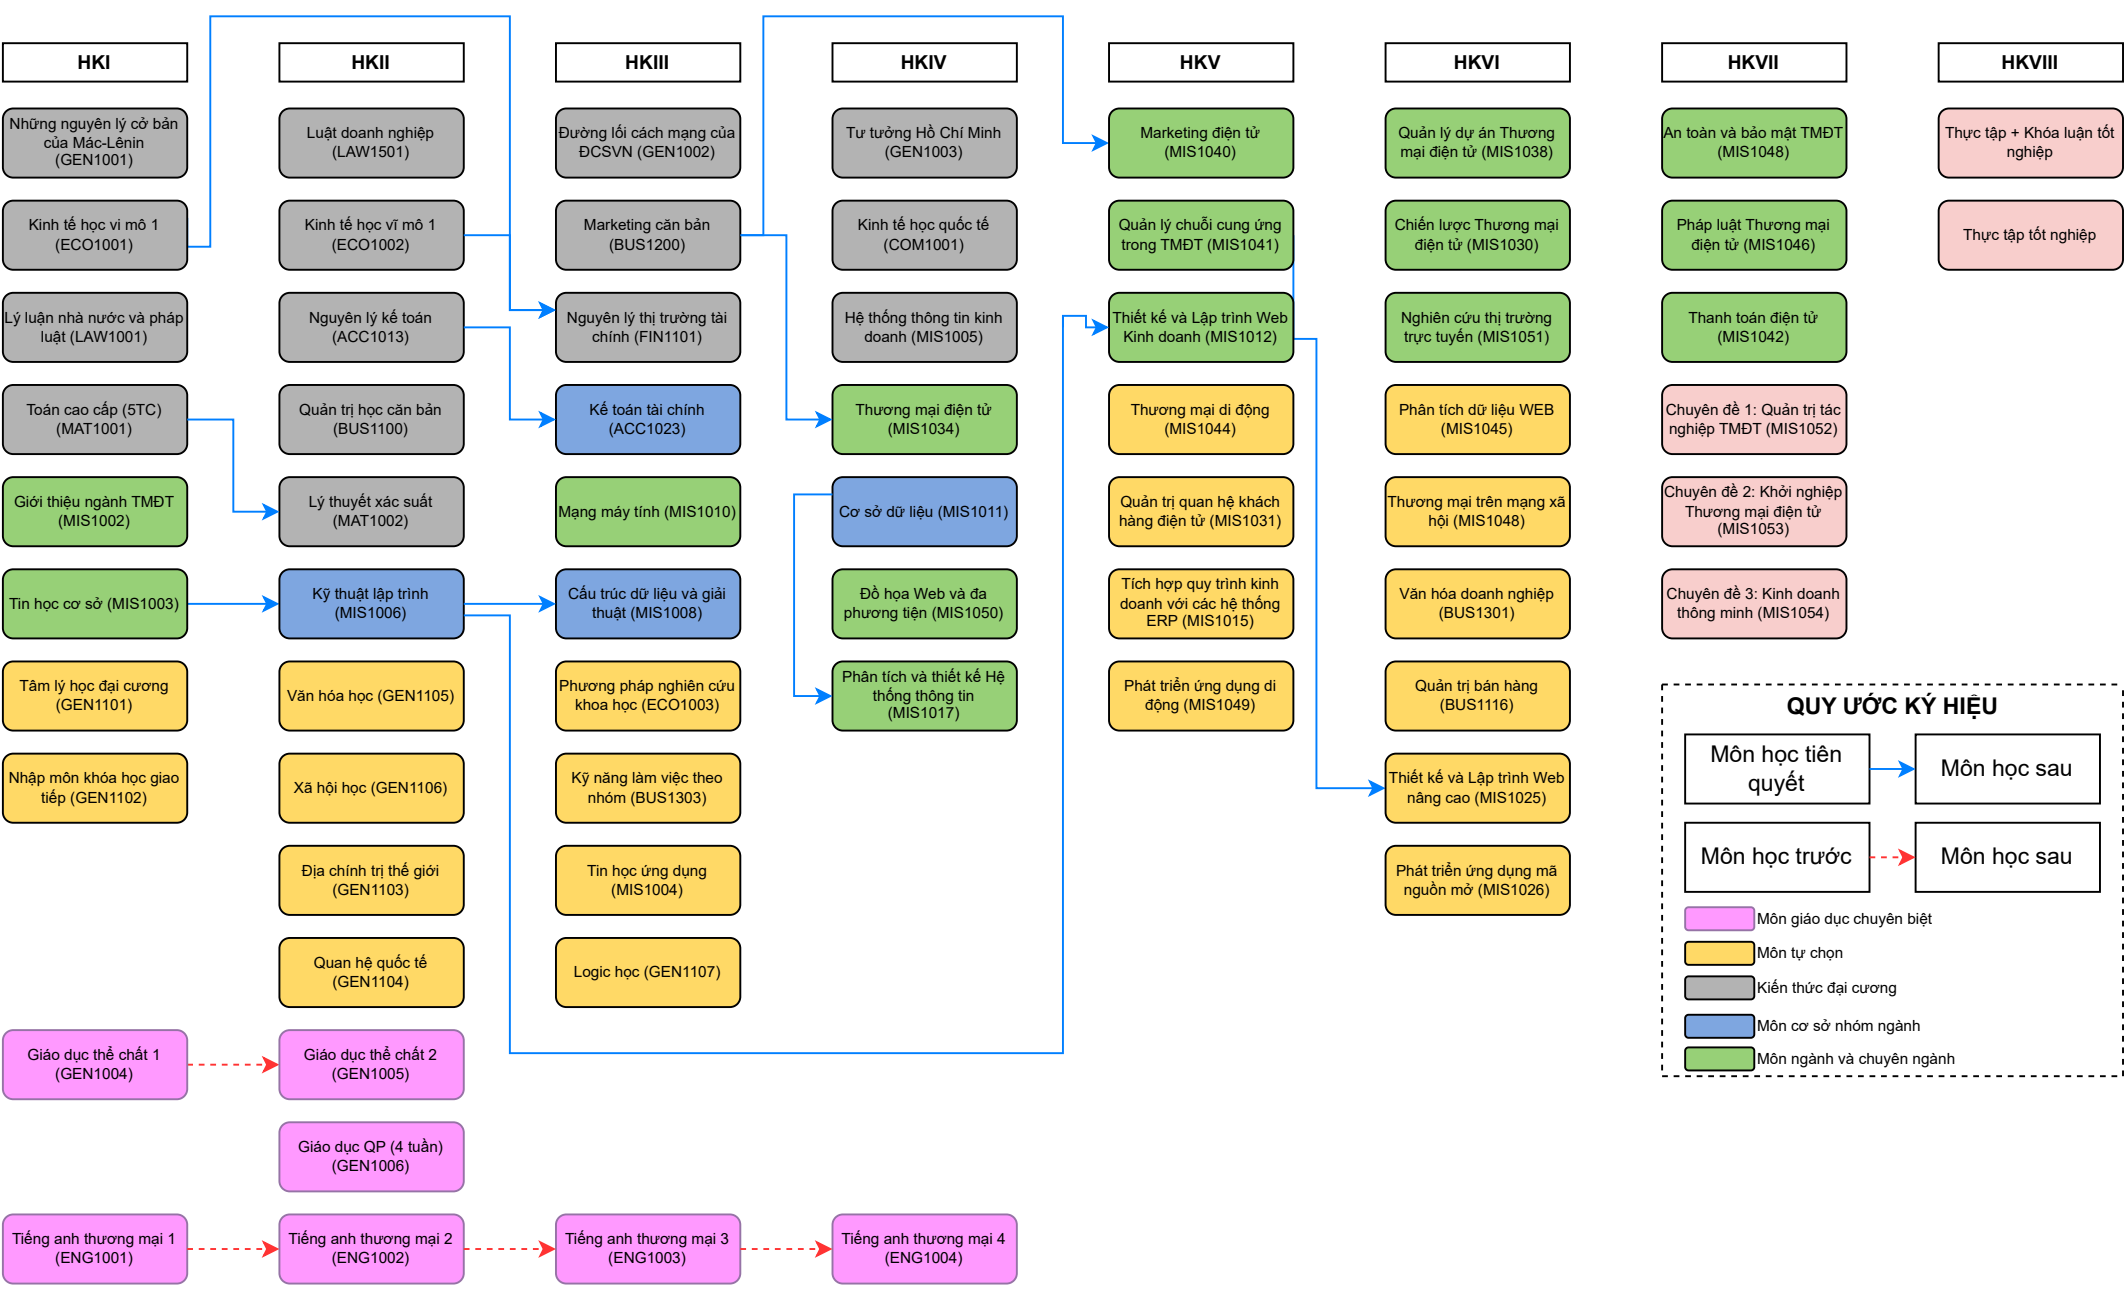 HKI
Những nguyên lý cở bản
của Mác-Lênin
(GEN1001)
Kinh tế học vi mô 1
(ECO1001)
Lý luận nhà nước và pháp
luật (LAW1001)
Toán cao cấp (5TC)
(MAT1001)
Giới thiệu ngành TMĐT
(MIS1002)
Tin học cơ sở (MIS1003)
Tâm lý học đại cương
(GEN1101)
Nhập môn khóa học giao
tiếp (GEN1102)
Giáo dục thể chất 1
(GEN1004)
Tiếng anh thương mại 1
(ENG1001)
HKII
Luật doanh nghiệp
(LAW1501)
Kinh tế học vĩ mô 1
(ECO1002)
Nguyên lý kế toán
(ACC1013)
Quản trị học căn bản
(BUS1100)
Lý thuyết xác suất
(MAT1002)
Kỹ thuật lập trình
(MIS1006)
Văn hóa học (GEN1105)
Xã hội học (GEN1106)
Địa chính trị thế giới
(GEN1103)
Quan hệ quốc tế
(GEN1104)
Giáo dục thể chất 2
(GEN1005)
Giáo dục QP (4 tuần)
(GEN1006)
Tiếng anh thương mại 2
(ENG1002)
HKIII
Đường lối cách mạng của
ĐCSVN (GEN1002)
Marketing căn bản
(BUS1200)
Nguyên lý thị trường tài
chính (FIN1101)
Kế toán tài chính
(ACC1023)
Mạng máy tính (MIS1010)
Cấu trúc dữ liệu và giải
thuật (MIS1008)
Phương pháp nghiên cứu
khoa học (ECO1003)
Kỹ năng làm việc theo
nhóm (BUS1303)
Tin học ứng dụng
(MIS1004)
Logic học (GEN1107)
Tiếng anh thương mại 3
(ENG1003)
HKIV
Tư tưởng Hồ Chí Minh
(GEN1003)
Kinh tế học quốc tế
(COM1001)
Hệ thống thông tin kinh
doanh (MIS1005)
Thương mại điện tử
(MIS1034)
Cơ sở dữ liệu (MIS1011)
Đồ họa Web và đa
phương tiện (MIS1050)
Phân tích và thiết kế Hệ
thống thông tin
(MIS1017)
Tiếng anh thương mại 4
(ENG1004)
HKV
Marketing điện tử
(MIS1040)
Quản lý chuỗi cung ứng
trong TMĐT (MIS1041)
Thiết kế và Lập trình Web
Kinh doanh (MIS1012)
Thương mại di động
(MIS1044)
Quản trị quan hệ khách
hàng điện tử (MIS1031)
Tích hợp quy trình kinh
doanh với các hệ thống
ERP (MIS1015)
Phát triển ứng dụng di
động (MIS1049)
HKVI
Quản lý dự án Thương
mại điện tử (MIS1038)
Chiến lược Thương mại
điện tử (MIS1030)
Nghiên cứu thị trường
trực tuyến (MIS1051)
Phân tích dữ liệu WEB
(MIS1045)
Thương mại trên mạng xã
hội (MIS1048)
Văn hóa doanh nghiệp
(BUS1301)
Quản trị bán hàng
(BUS1116)
Thiết kế và Lập trình Web
nâng cao (MIS1025)
Phát triển ứng dụng mã
nguồn mở (MIS1026)
HKVII
An toàn và bảo mật TMĐT
(MIS1048)
Pháp luật Thương mại
điện tử (MIS1046)
Thanh toán điện tử
(MIS1042)
Chuyên đề 1: Quản trị tác
nghiệp TMĐT (MIS1052)
Chuyên đề 2: Khởi nghiệp
Thương mại điện tử
(MIS1053)
Chuyên đề 3: Kinh doanh
thông minh (MIS1054)
HKVIII
Thực tập + Khóa luận tốt
nghiệp
Thực tập tốt nghiệp
QUY ƯỚC KÝ HIỆU
Môn học tiên
quyết
Môn học sau
Môn học trước
Môn học sau
Môn giáo dục chuyên biệt
Môn tự chọn
Kiến thức đại cương
Môn cơ sở nhóm ngành
Môn ngành và chuyên ngành